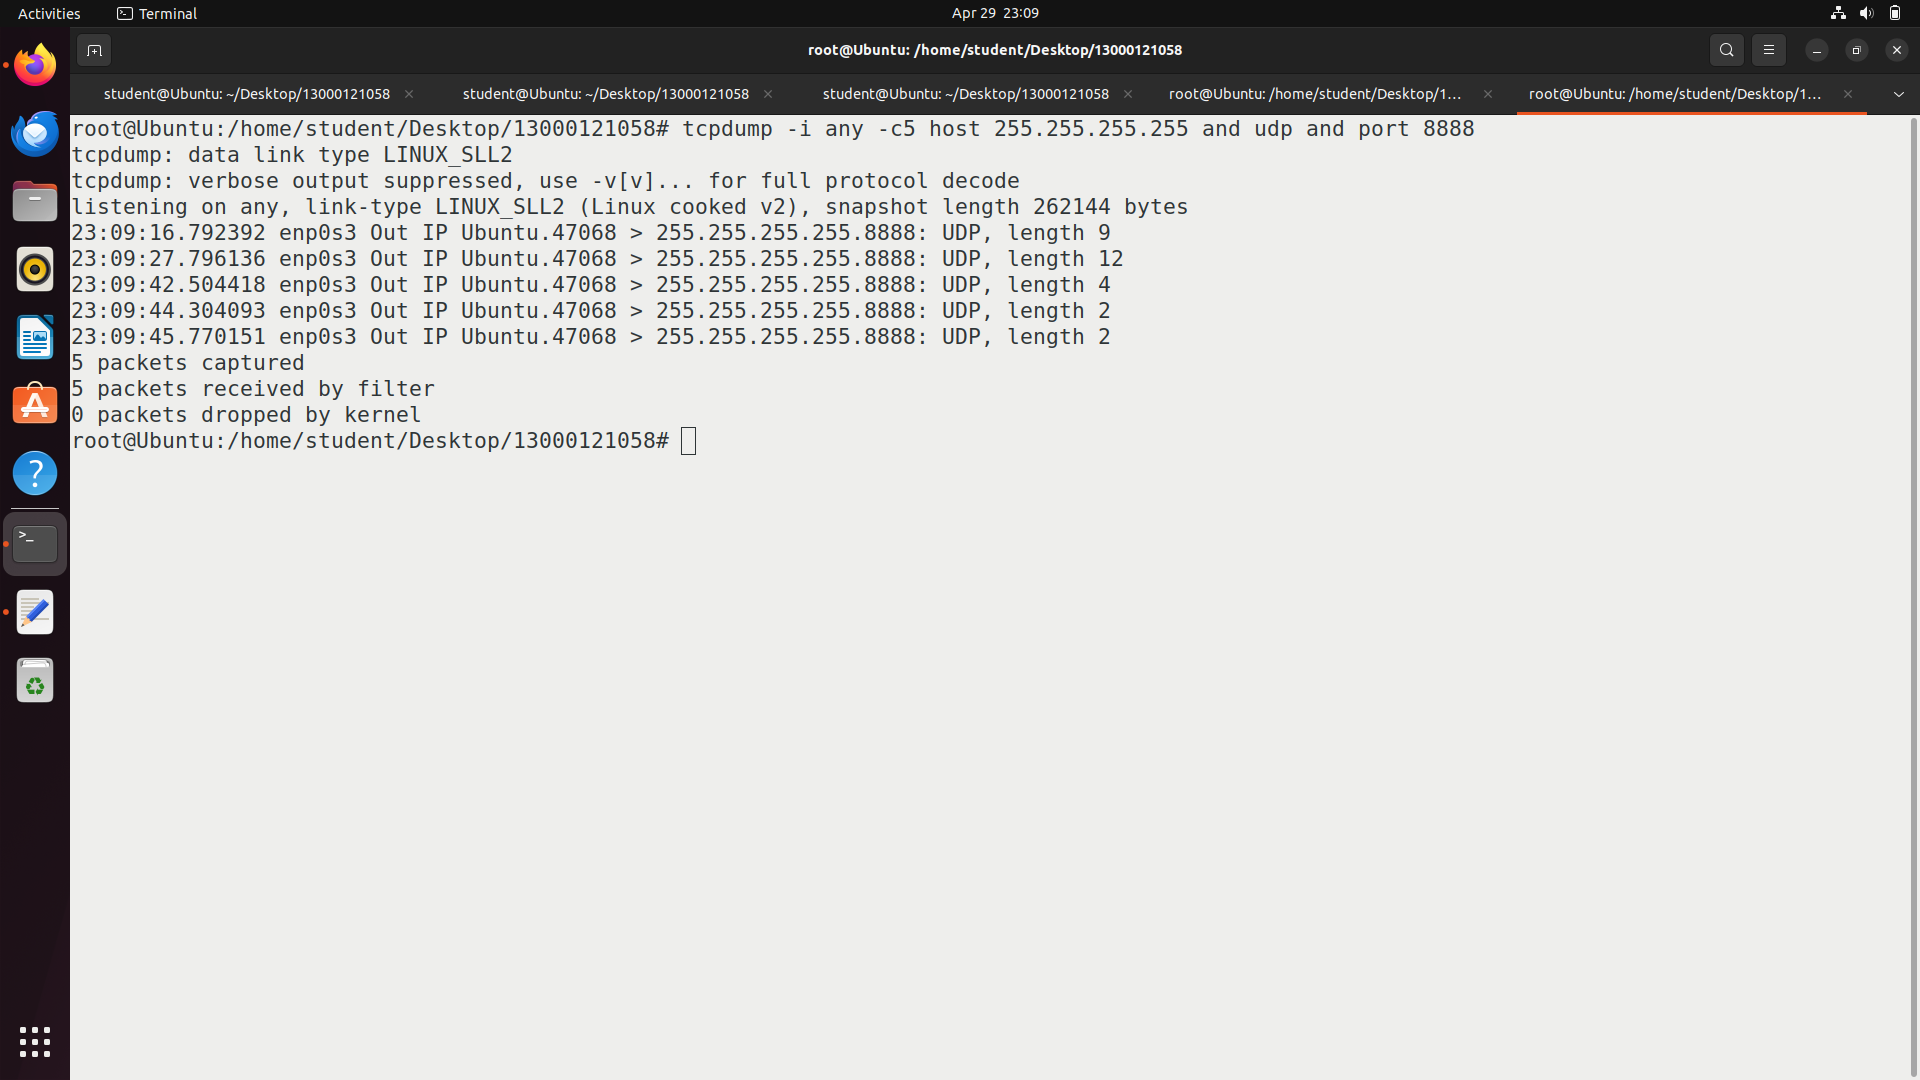 Activities
Terminal
Apr 29 23:09
root@Ubuntu: /home/student/Desktop/13000121058
student@Ubuntu: ~/Desktop/13000121058
student@Ubuntu: ~/Desktop/13000121058
student@Ubuntu: ~/Desktop/13000121058
root@Ubuntu: /home/student/Desktop/1...
root@Ubuntu: /home/student/Desktop/1...
root@Ubuntu:/home/student/Desktop/13000121058# tcpdump -i any -c5 host 255.255.255.255 and udp and port 8888
tcpdump: data link type LINUX_SLL2
tcpdump: verbose output suppressed, use -v[v]... for full protocol decode
listening on any, link-type LINUX_SLL2 (Linux cooked v2), snapshot length 262144 bytes
23:09:16.792392 enp0s3 Out IP Ubuntu.47068 > 255.255.255.255.8888: UDP, length 9
23:09:27.796136 enp0s3 Out IP Ubuntu.47068 > 255.255.255.255.8888: UDP, length 12
23:09:42.504418 enp0s3 Out IP Ubuntu.47068 > 255.255.255.255.8888: UDP, length 4
23:09:44.304093 enp0s3 Out IP Ubuntu.47068 > 255.255.255.255.8888: UDP, length 2
23:09:45.770151 enp0s3 Out IP Ubuntu.47068 > 255.255.255.255.8888: UDP, length 2
5 packets captured
5 packets received by filter
0 packets dropped by kernel
root@Ubuntu:/home/student/Desktop/13000121058#